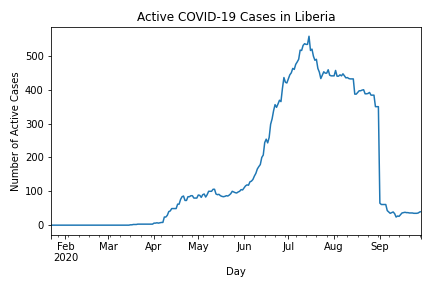 Active COVID-19 Cases in Liberia
Number of Active Cases
500
400
300
200
100
0
Feb Mar Apr May Jun Jul Aug Sep
2020
Day